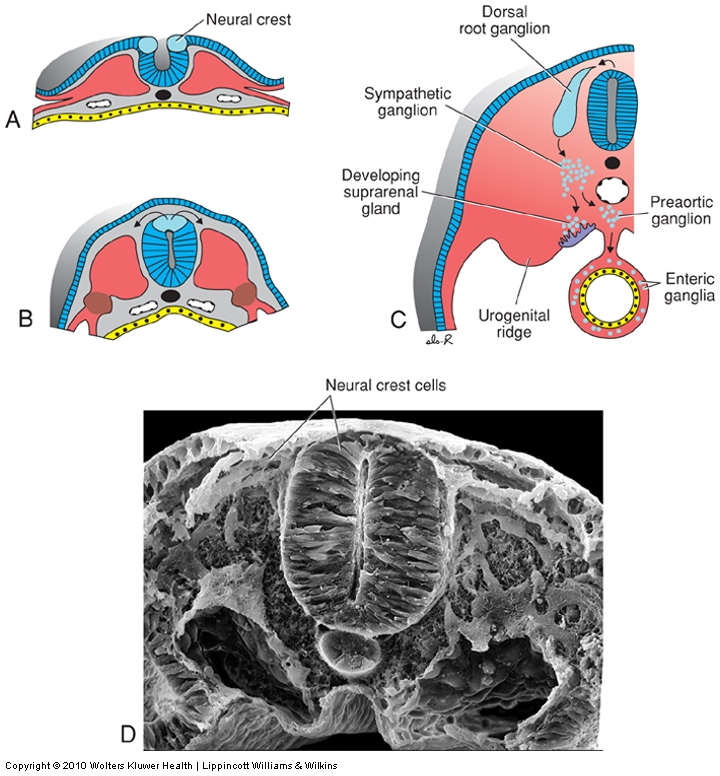 Neural crest
A
B
Dorsal
root ganglion
Sympathetic
ganglion
Developing
suprarenal
gland
Preaortic
ganglion
Enteric
ganglia
Urogenital
ridge
C
sls-R
Neural crest cells
D
Copyright © 2010 Wolters Kluwer Health | Lippincott Williams & Wilkins